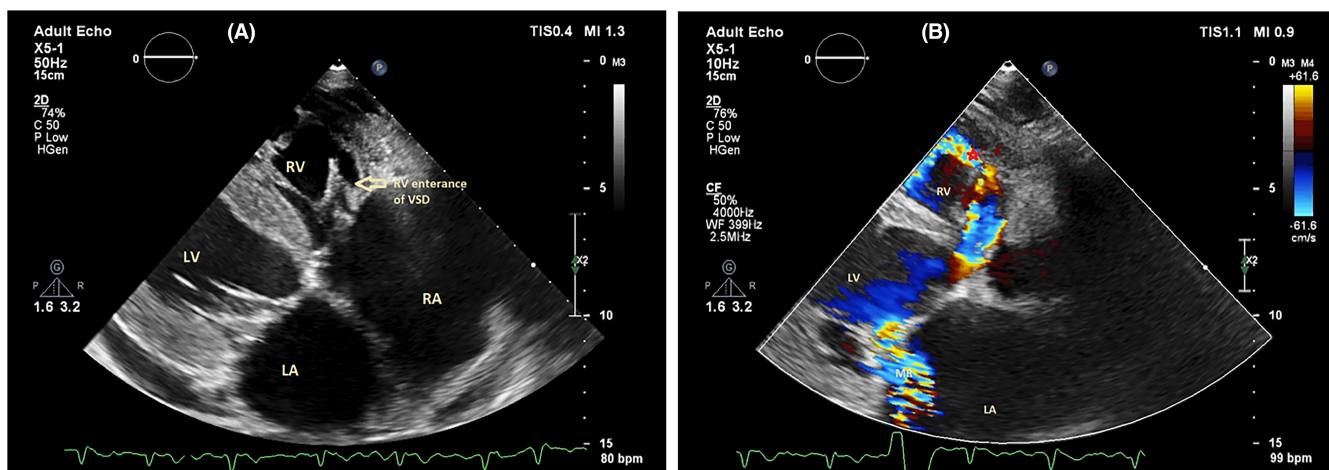 Adult Echo
(A)
TIS0.4 MI 1.3
X5-1
50Hz
15cm
0
P
0
M3
2D
74%
C 50
P Low
HGen
RV
RV enterance
of VSD
5
LV
G
P R
1.6 3.2
RA
X2
10
LA
15
80 bpm
Adult Echo
(B)
TIS1.1 MI 0.9
X5-1
10Hz
15cm
0
P
0
M3 M4
+61.6
2D
76%
C 50
P Low
HGen
CF
50%
4000Hz
WF 399Hz
2.5MHz
RV
5
-61.6
cm/s
LV
G
P R
1.6 3.2
X2
10
MR
LA
15
99 bpm